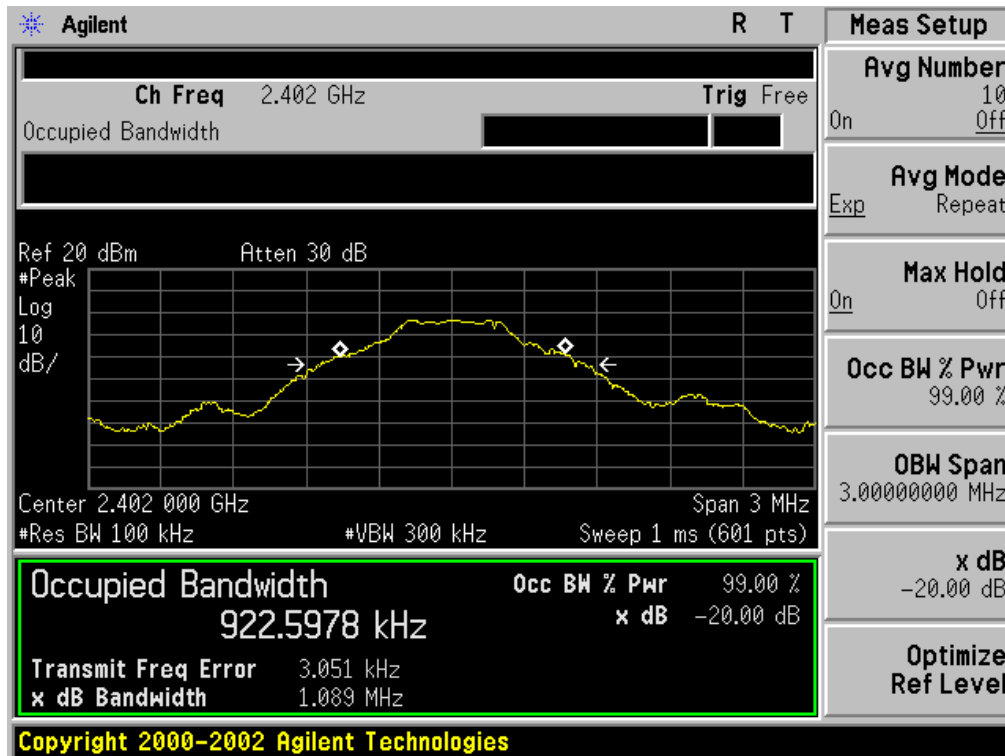 Agilent R T
Ch Freq 2.402 GHz Trig Free
Occupied Bandwidth
Ref 20 dBm Atten 30 dB
#Peak
Log
10
dB/
Center 2.402 000 GHz Span 3 MHz
#Res BW 100 kHz #VBW 300 kHz Sweep 1 ms (601 pts)
Occupied Bandwidth
922.5978 kHz
Occ BW % Pwr 99.00 %
x dB -20.00 dB
Transmit Freq Error 3.051 kHz
x dB Bandwidth 1.089 MHz
Copyright 2000-2002 Agilent Technologies
Meas Setup
Avg Number
10
On Off
Avg Mode
Exp Repeat
Max Hold
On Off
Occ BW % Pwr
99.00 %
OBW Span
3.00000000 MHz
x dB
-20.00 dB
Optimize
Ref Level